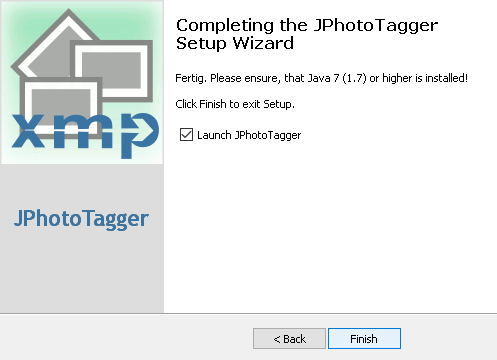 Completing the JPhotoTagger
Setup Wizard
Fertig. Please ensure, that Java 7 (1.7) or higher is installed!
Click Finish to exit Setup.
Launch JPhotoTagger
xmp
JPhotoTagger
< Back
Finish